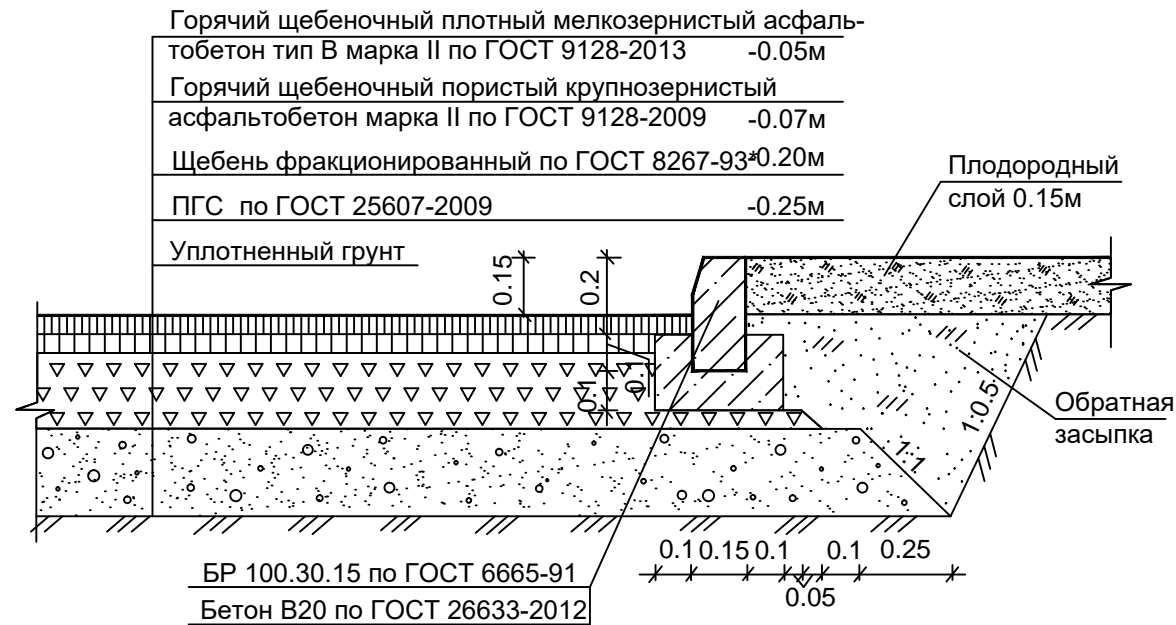 Горячий щебеночный плотный мелкозернистый асфаль-
тобетон тип В марка II по ГОСТ 9128-2013 -0.05м
Горячий щебеночный пористый крупнозернистый
асфальтобетон марка II по ГОСТ 9128-2009 -0.07м
Щебень фракционированный по ГОСТ 8267-93*-0.20м
ПГС по ГОСТ 25607-2009 -0.25м
Уплотненный грунт
Плодородный
слой 0.15м
0.15
0.2
0.1
0.1
1:0.5
1:1
Обратная
засыпка
0.1 0.15 0.1 0.1 0.25
0.05
БР 100.30.15 по ГОСТ 6665-91
Бетон В20 по ГОСТ 26633-2012